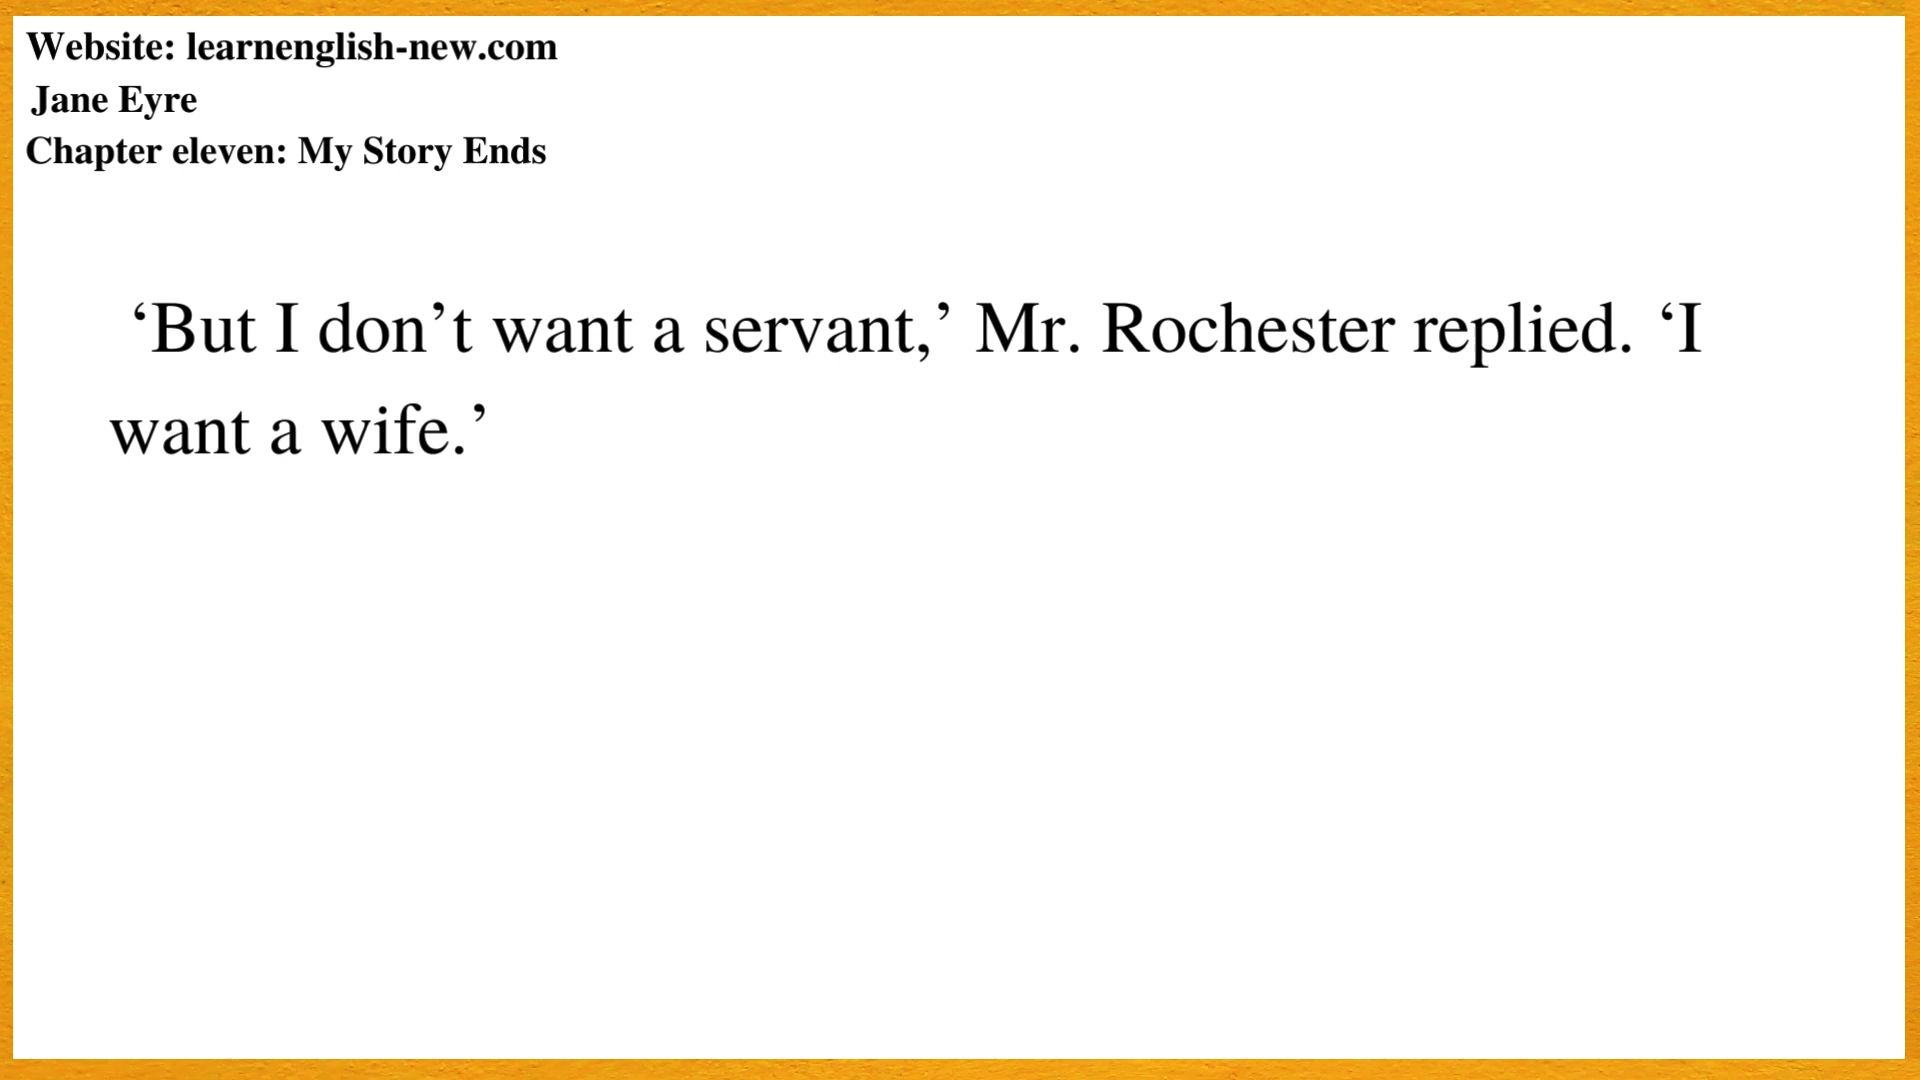 Website: learnenglish-new.com
Jane Eyre
Chapter eleven: My Story Ends
‘But I don’t want a servant,’ Mr. Rochester replied. ‘I
want a wife.’